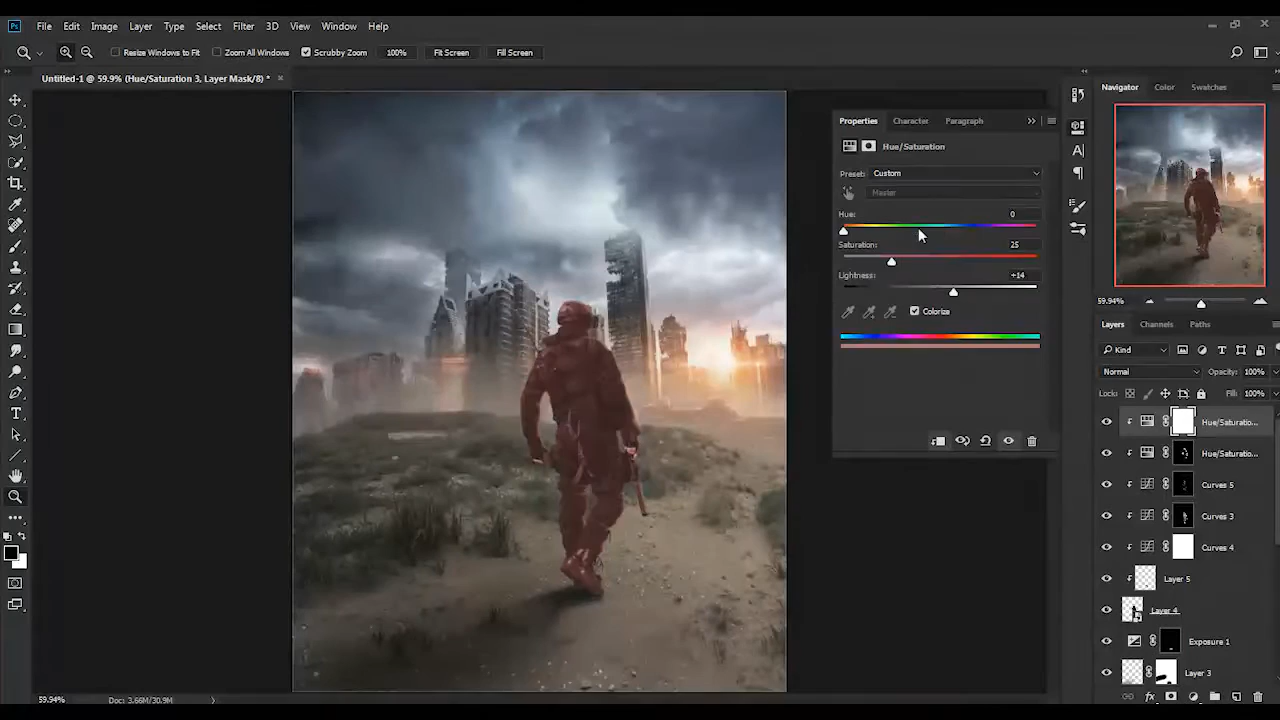 Ps File Edit Image Layer Type Select Filter 3D View Window Help
Resize Windows to Fit Zoom All Windows Scrubby Zoom 100% Fit Screen Fill Screen
Untitled-1 @ 59.9% (Hue/Saturation 3, Layer Mask/8) *
Navigator Color Swatches
Properties Character Paragraph
Hue/Saturation
Preset: Custom
Master
Hue: 0
Saturation: 25
Lightness: +14
Colorize
59.94%
Layers Channels Paths
Kind
Normal Opacity: 100%
Lock: Fill: 100%
Hue/Saturatio...
Hue/Saturatio...
Curves 5
Curves 3
Curves 4
Layer 5
Layer 4
Exposure 1
Layer 3
59.94% Doc: 3.66M/30.9M